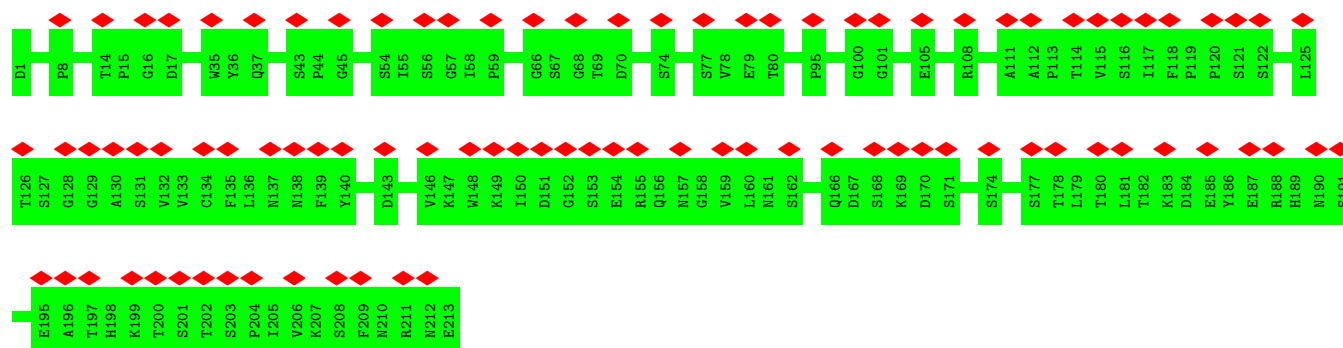 D1 P8 T14 P15 G16 D17 W35 Y36 Q37 S43 P44 G45 S54 I55 S56 G57 I58 P59 G66 S67 G68 T69 D70 S74 S77 V78 E79 T80 P95 G100 G101 E105 R108 A111 A112 P113 T114 V115 S116 I117 F118 P119 P120 S121 S122 L125
T126 S127 G128 G129 A130 S131 V132 V133 C134 F135 L136 N137 N138 F139 Y140 D143 V146 K147 W148 K149 I150 D151 G152 S153 E154 R155 Q156 N157 G158 V159 L160 N161 S162 Q166 D167 S168 K169 D170 S171 S174 S177 T178 L179 T180 L181 T182 K183 D184 E185 Y186 E187 R188 H189 N190 S191
E195 A196 T197 H198 K199 T200 S201 T202 S203 P204 I205 V206 K207 S208 F209 N210 R211 N212 E213